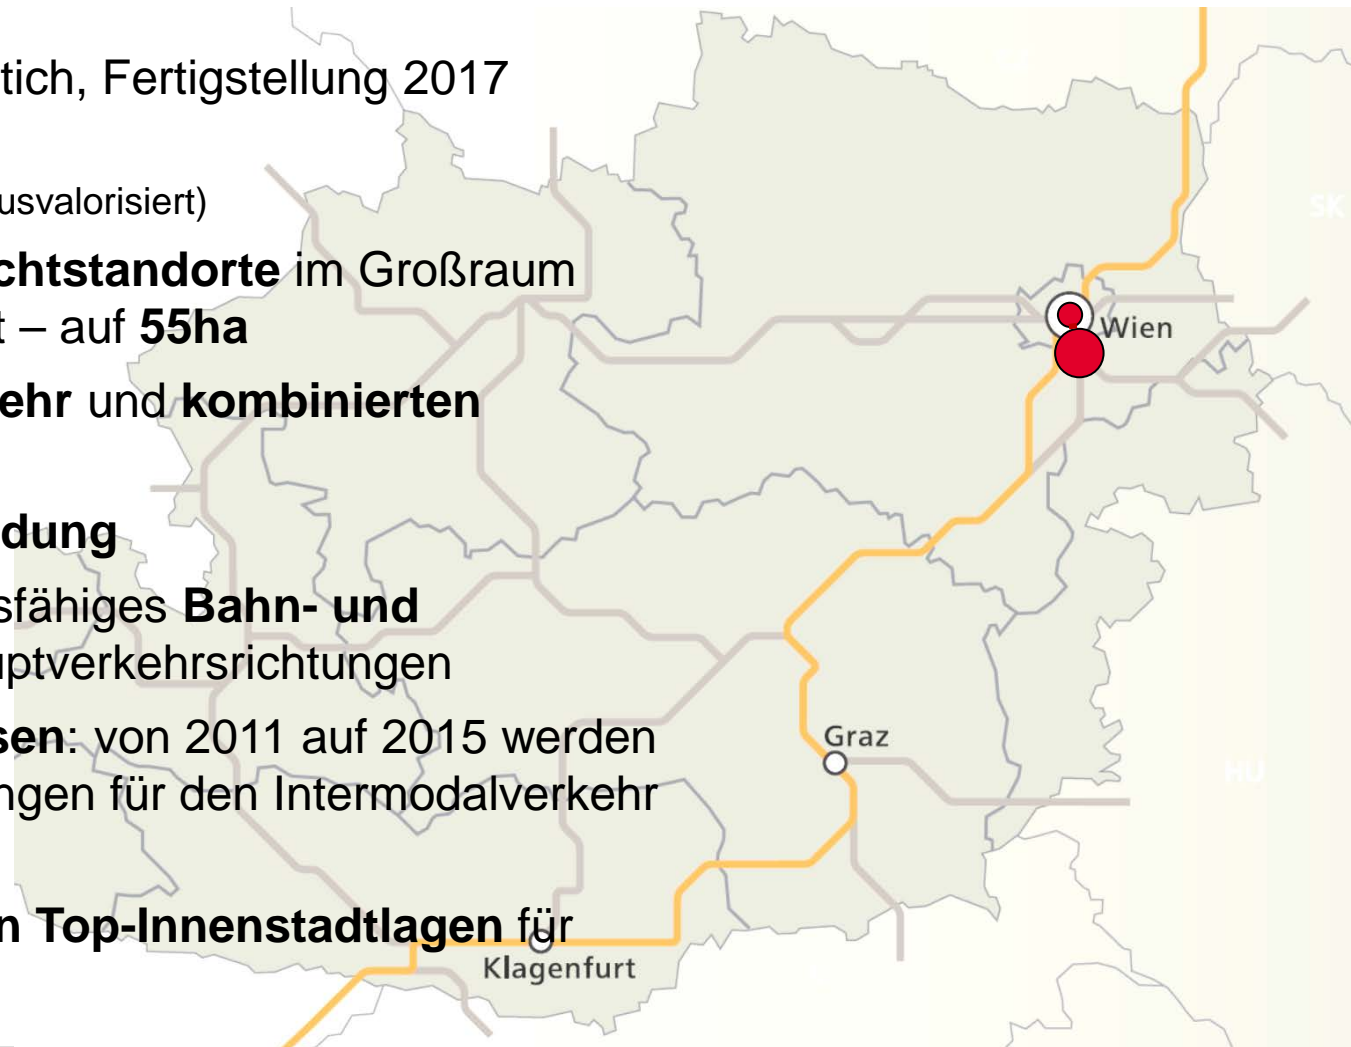 tich, Fertigstellung 2017
usvalorisiert)
chtstandorte im Großraum
t – auf 55ha
ehr und kombinierten
dung
sfähiges Bahn- und
uptverkehrsrichtungen
sen: von 2011 auf 2015 werden
ngen für den Intermodalverkehr
n Top-Innenstadtlagen für
Wien
Graz
Klagenfurt
SK
HU